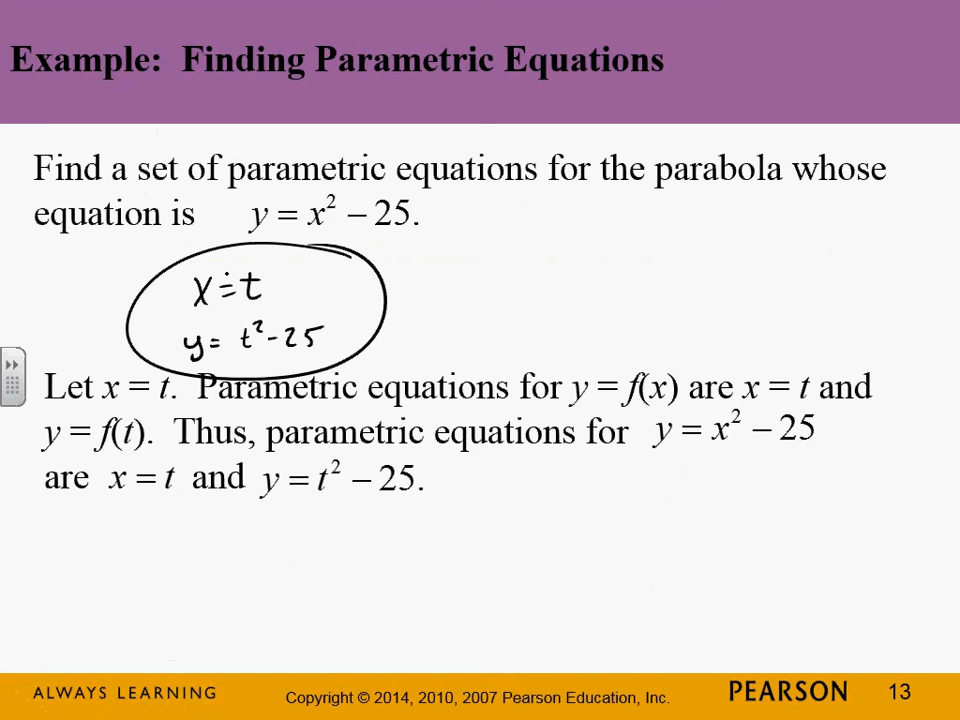 Example: Finding Parametric Equations
Find a set of parametric equations for the parabola whose
equation is y = x² − 25.
x = t
y = t² - 25
Let x = t. Parametric equations for y = f(x) are x = t and
y = f(t). Thus, parametric equations for y = x² − 25
are x = t and y = t² − 25.
ALWAYS LEARNING
Copyright © 2014, 2010, 2007 Pearson Education, Inc.
PEARSON
13